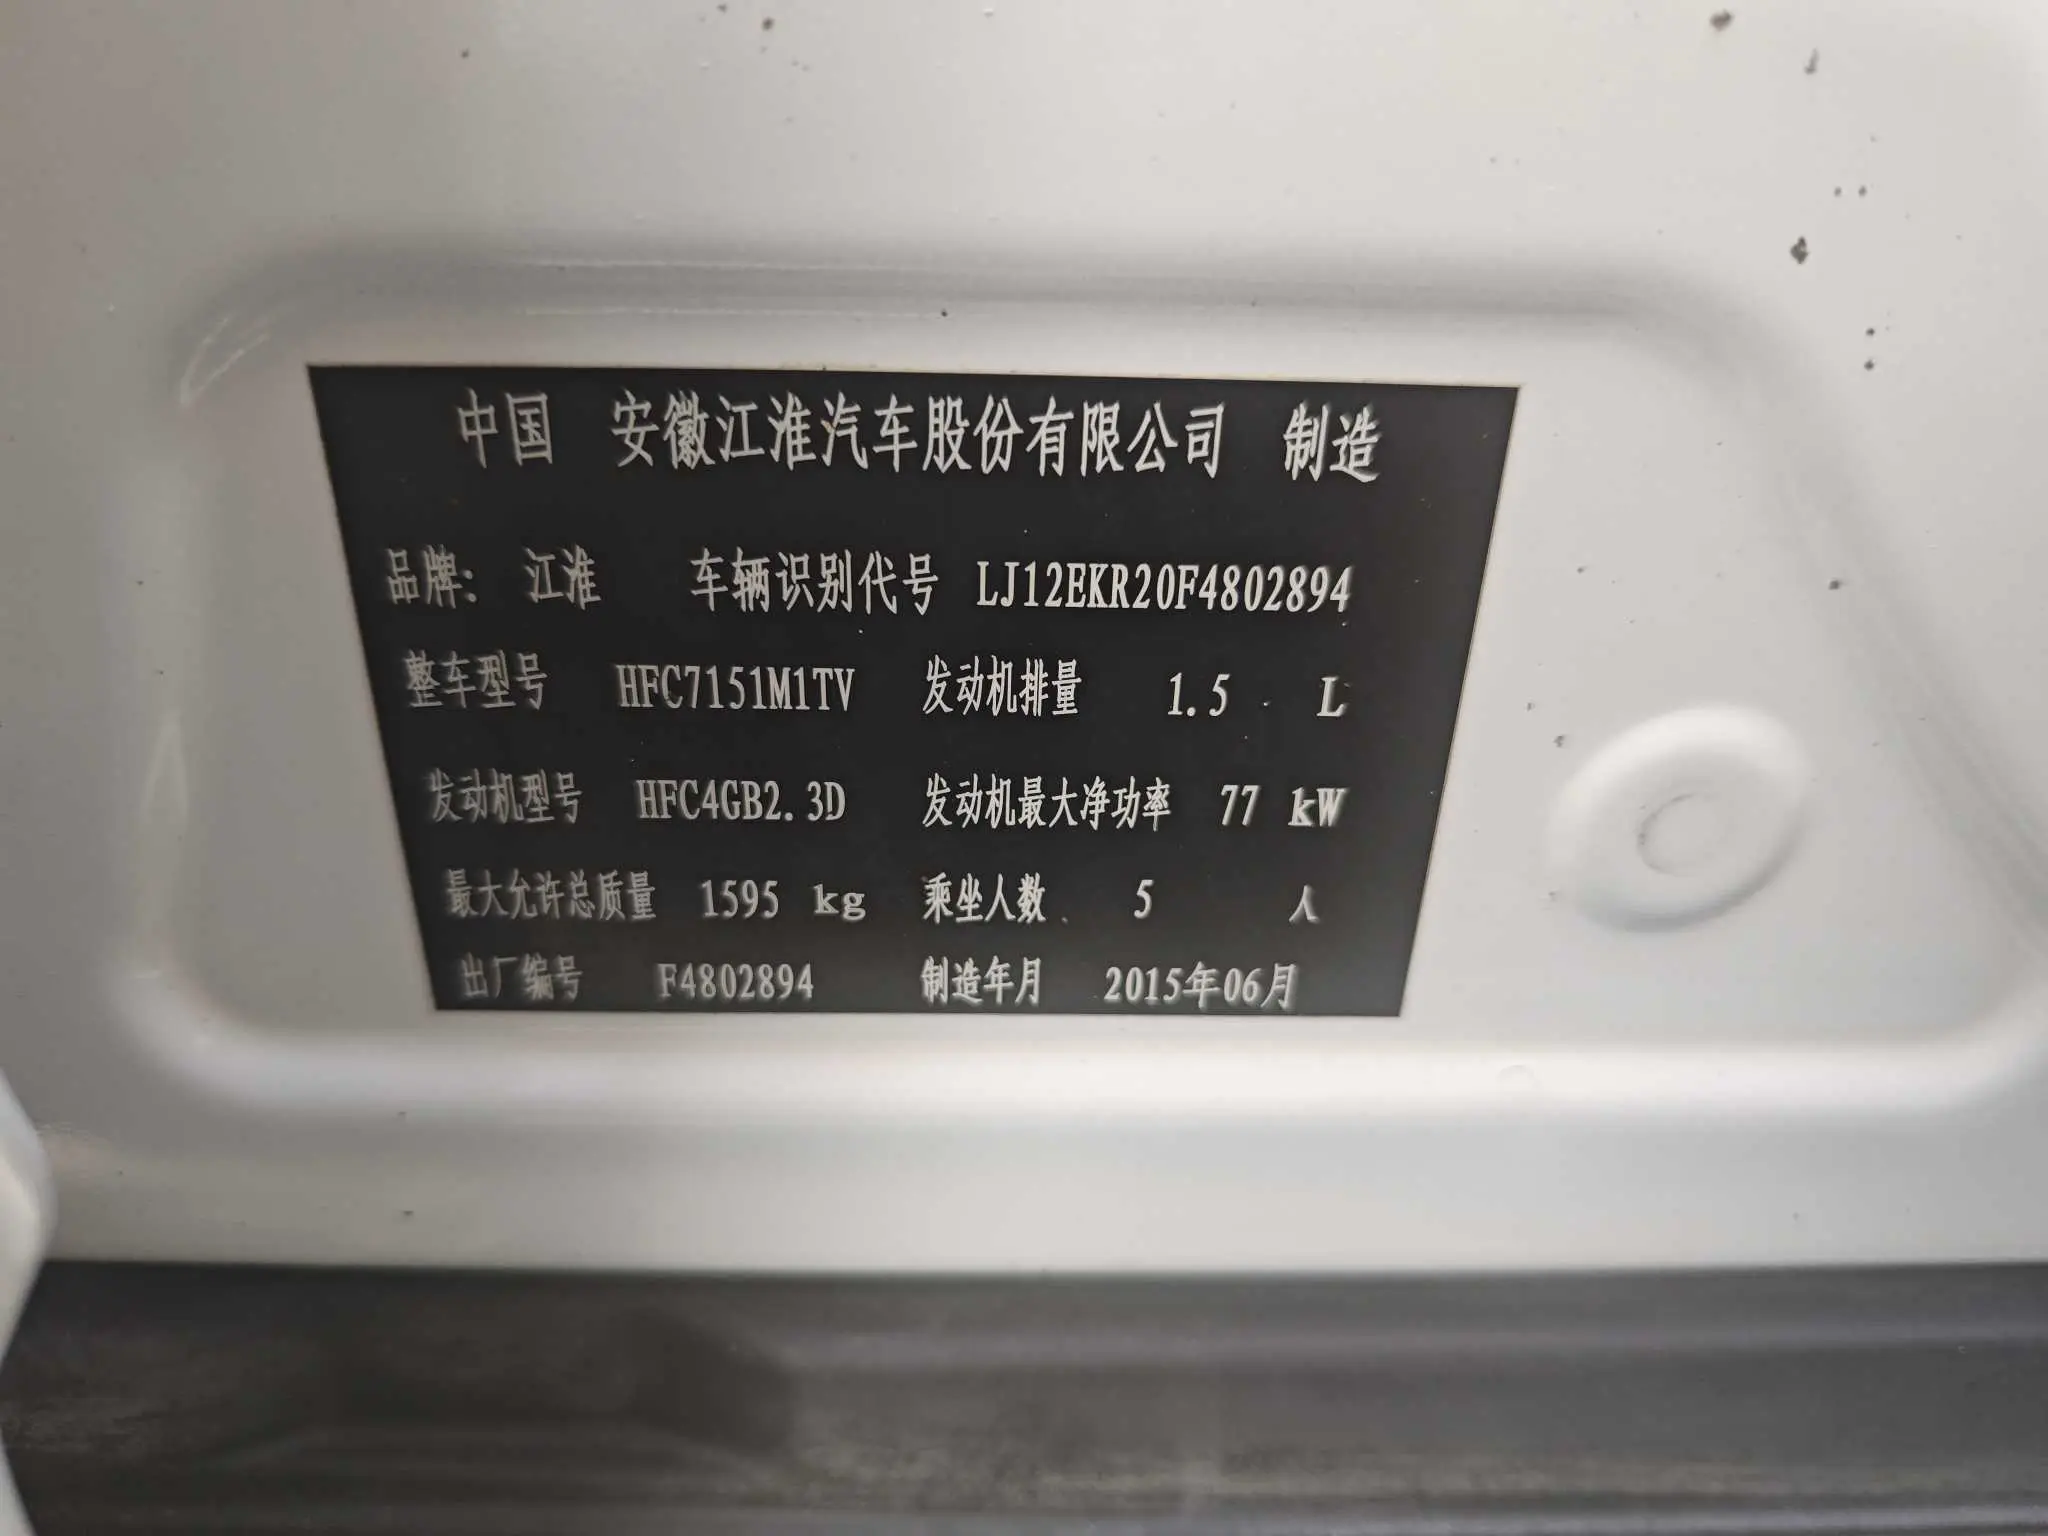 中国 安徽江淮汽车股份有限公司 制造
品牌: 江淮 车辆识别代号 LJ12EKR20F4802894
整车型号 HFC7151M1TV 发动机排量 1.5 L
发动机型号 HFC4GB2.3D 发动机最大净功率 77 kW
最大允许总质量 1595 kg 乘坐人数 5 人
出厂编号 F4802894 制造年月 2015年06月